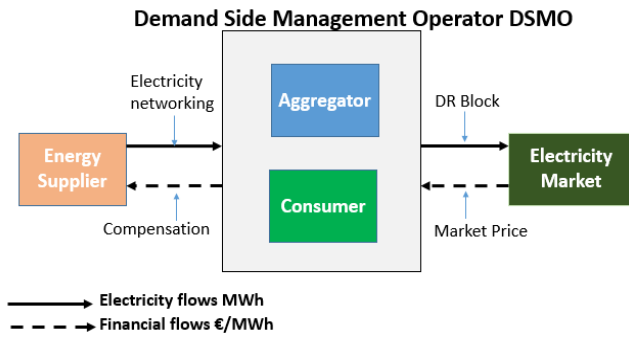 Demand Side Management Operator DSMO
Electricity
networking
Aggregator
DR Block
Energy
Supplier
Electricity
Market
Consumer
Compensation
Market Price
Electricity flows MWh
Financial flows €/MWh